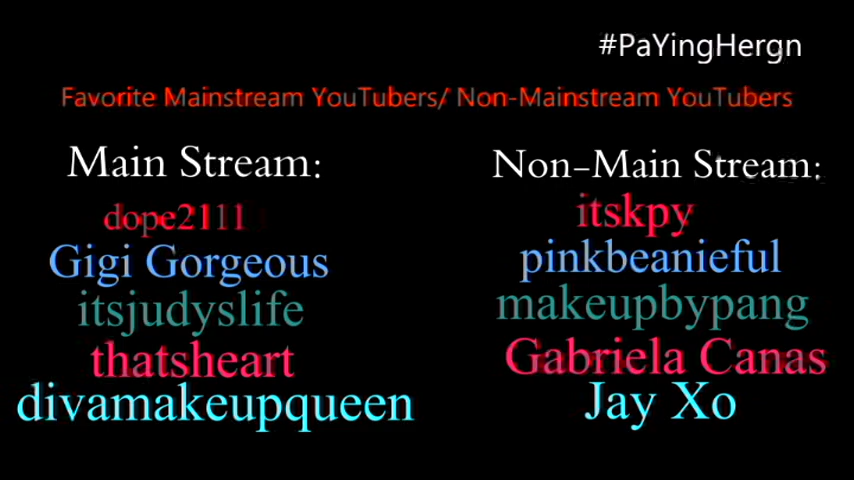 #PaYingHergn
Favorite Mainstream YouTubers/ Non-Mainstream YouTubers
Main Stream:
dope2111
Gigi Gorgeous
itsjudyslife
thatsheart
divamakeupqueen
Non-Main Stream:
itskpy
pinkbeanieful
makeupbypang
Gabriela Canas
Jay Xo